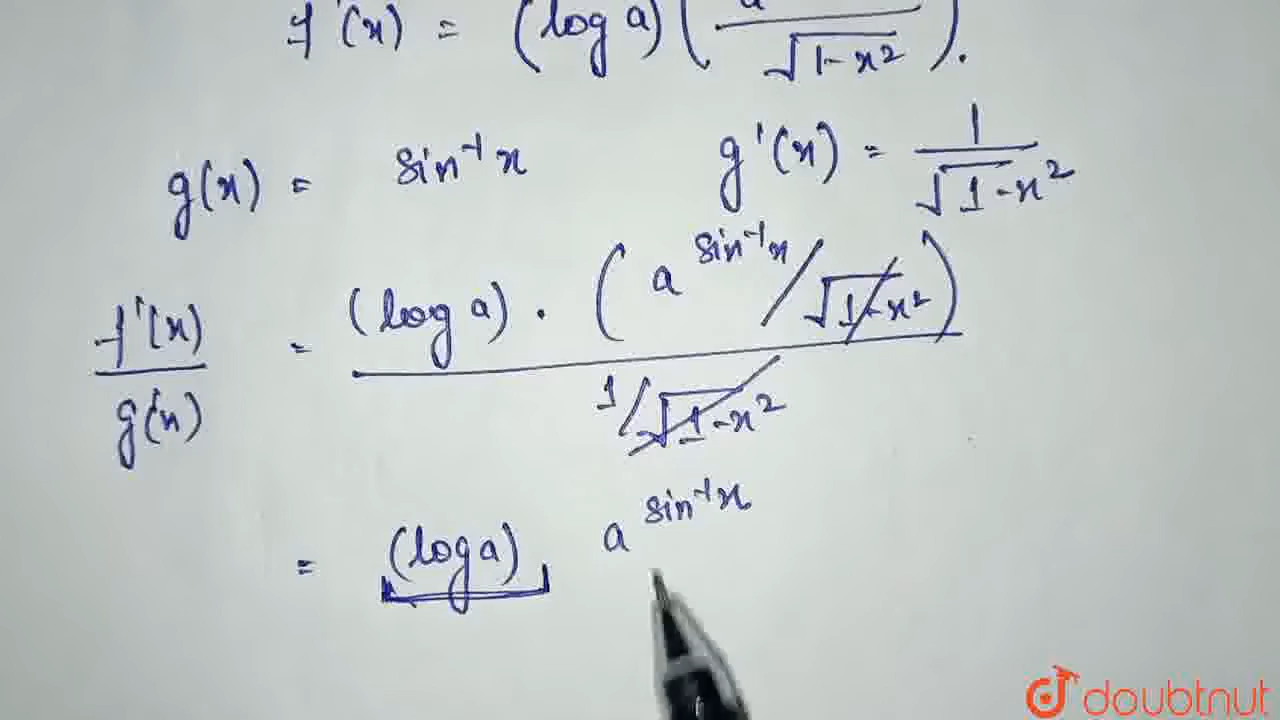 f'(x) = (log a) ( a / √1-x² ).
g(x) = sin⁻¹x g'(x) = 1 / √1-x²
f'(x) / g'(x) = (log a) · ( a^sin⁻¹x / √1-x² ) / 1/√1-x²
= (log a) a^sin⁻¹x
doubtnut